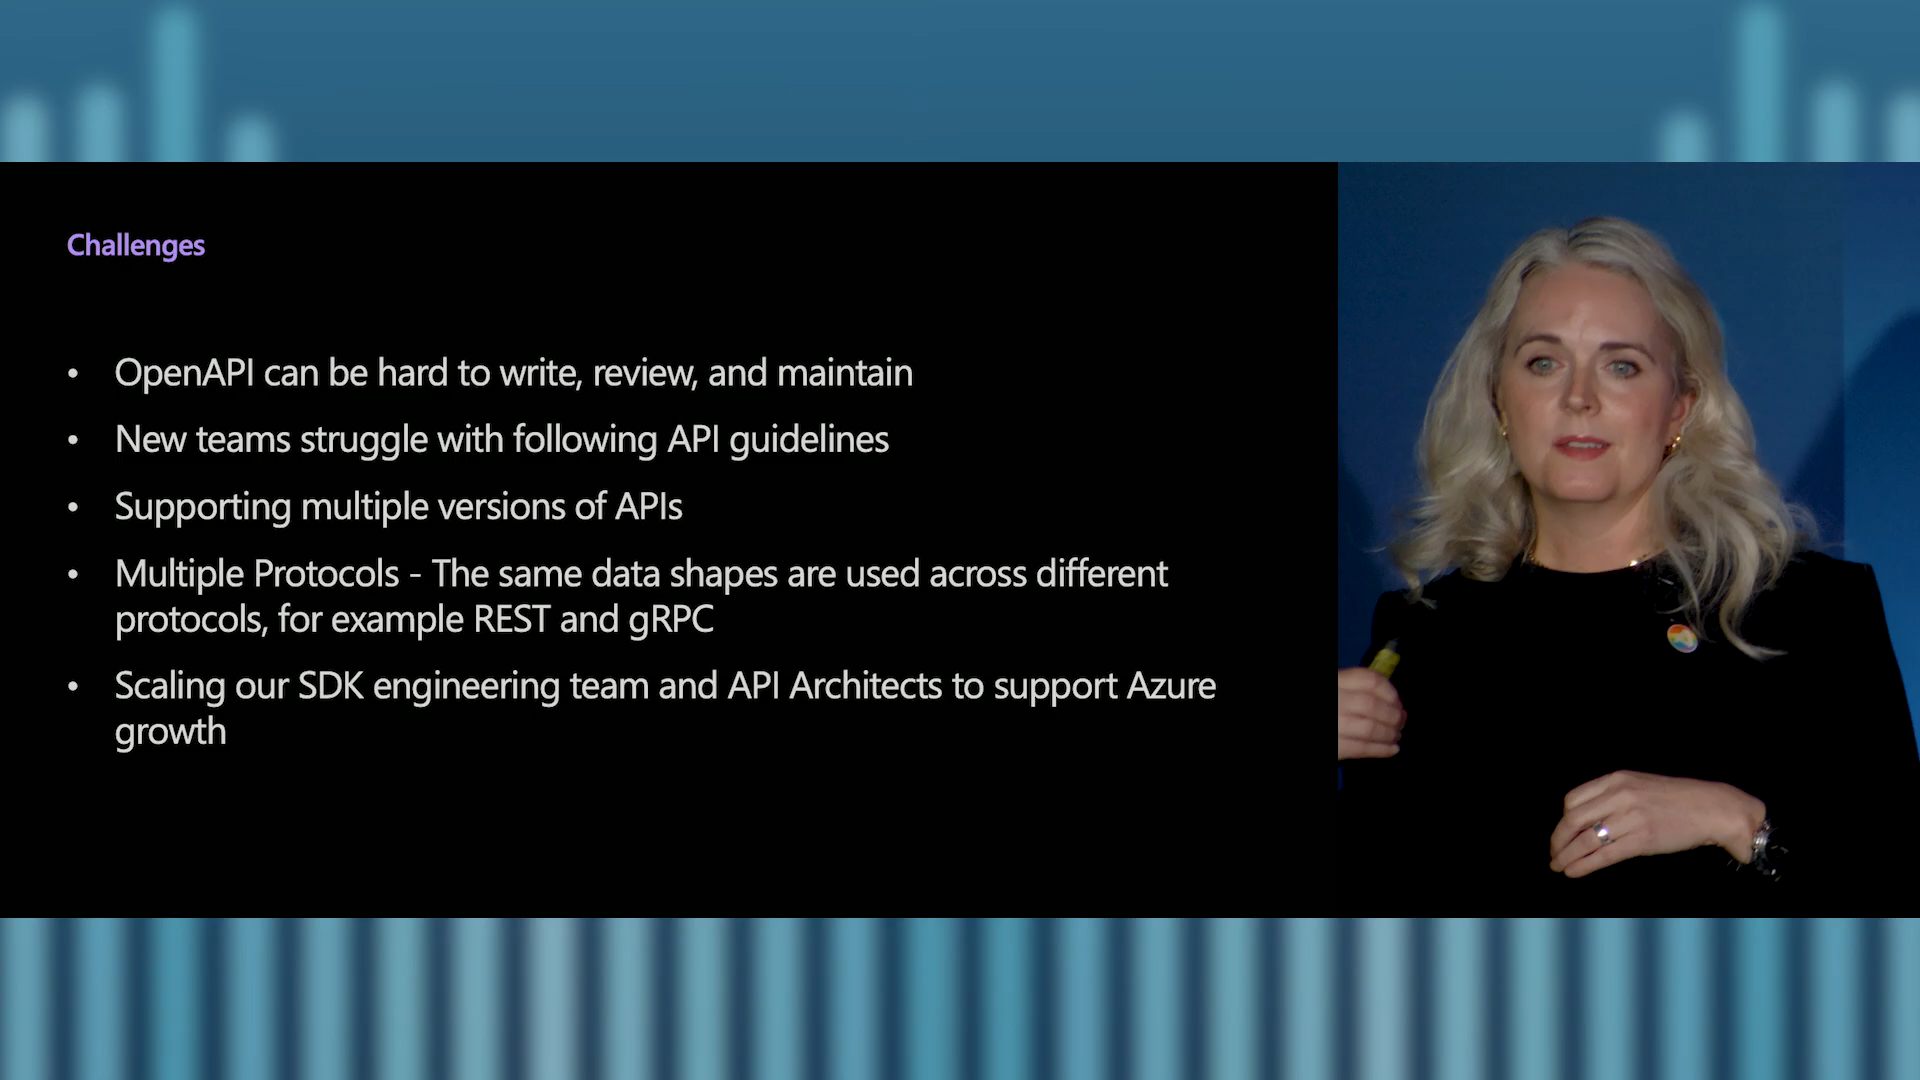 Challenges
• OpenAPI can be hard to write, review, and maintain
• New teams struggle with following API guidelines
• Supporting multiple versions of APIs
• Multiple Protocols - The same data shapes are used across different
protocols, for example REST and gRPC
• Scaling our SDK engineering team and API Architects to support Azure
growth